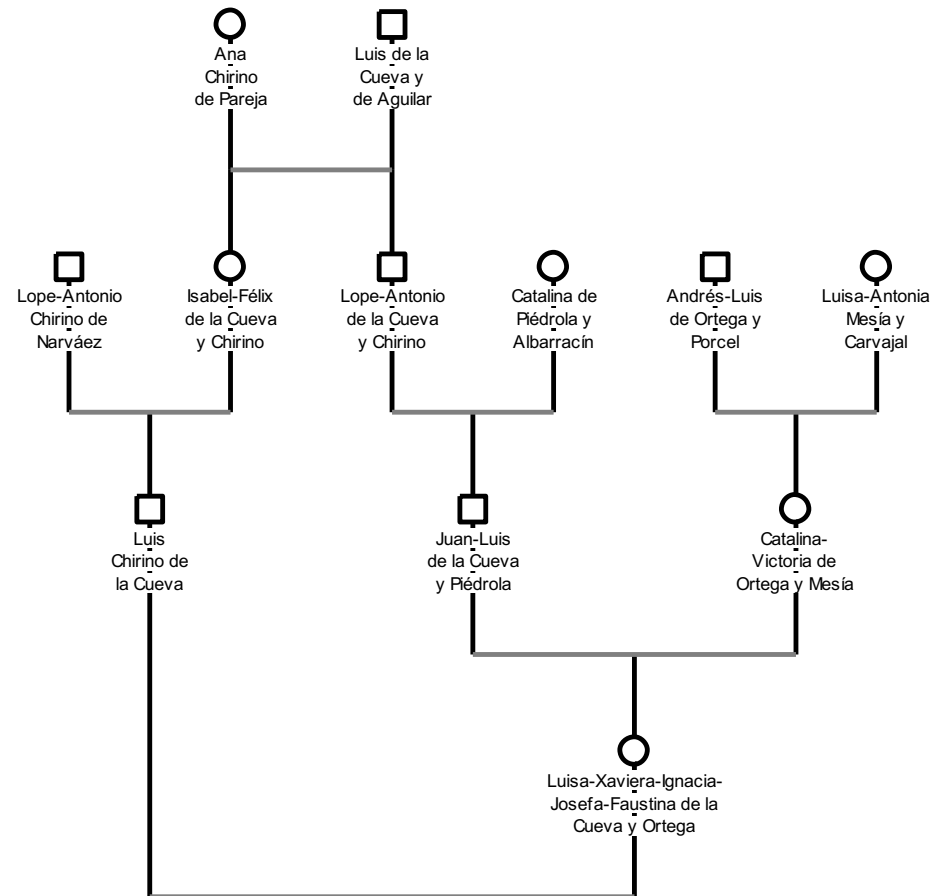 Ana
Chirino
de Pareja
Luis de la
Cueva y
de Aguilar
Lope-Antonio
Chirino de
Narváez
Isabel-Félix
de la Cueva
y Chirino
Lope-Antonio
de la Cueva
y Chirino
Catalina de
Piédrola y
Albarracín
Andrés-Luis
de Ortega y
Porcel
Luisa-Antonia
Mesía y
Carvajal
Luis
Chirino de
la Cueva
Juan-Luis
de la Cueva
y Piédrola
Catalina-
Victoria de
Ortega y Mesía
Luisa-Xaviera-Ignacia-
Josefa-Faustina de la
Cueva y Ortega